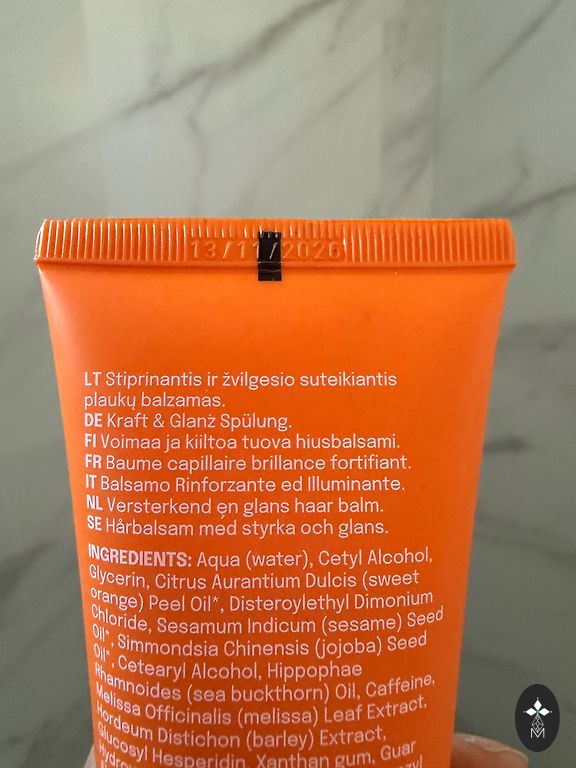 13/11/2026
LT Stiprinantis ir žvilgesio suteikiantis
plaukų balzamas.
DE Kraft & Glanz Spülung.
FI Voimaa ja kiiltoa tuova hiusbalsami.
FR Baume capillaire brillance fortifiant.
IT Balsamo Rinforzante ed Illuminante.
NL Versterkend en glans haar balm.
SE Hårbalsam med styrka och glans.
INGREDIENTS: Aqua (water), Cetyl Alcohol,
Glycerin, Citrus Aurantium Dulcis (sweet
orange) Peel Oil*, Disteroylethyl Dimonium
Chloride, Sesamum Indicum (sesame) Seed
Oil*, Simmondsia Chinensis (jojoba) Seed
Oil*, Cetearyl Alcohol, Hippophae
Rhamnoides (sea buckthorn) Oil, Caffeine,
Melissa Officinalis (melissa) Leaf Extract,
Hordeum Distichon (barley) Extract,
Glucosyl Hesperidin, Xanthan gum, Guar
M